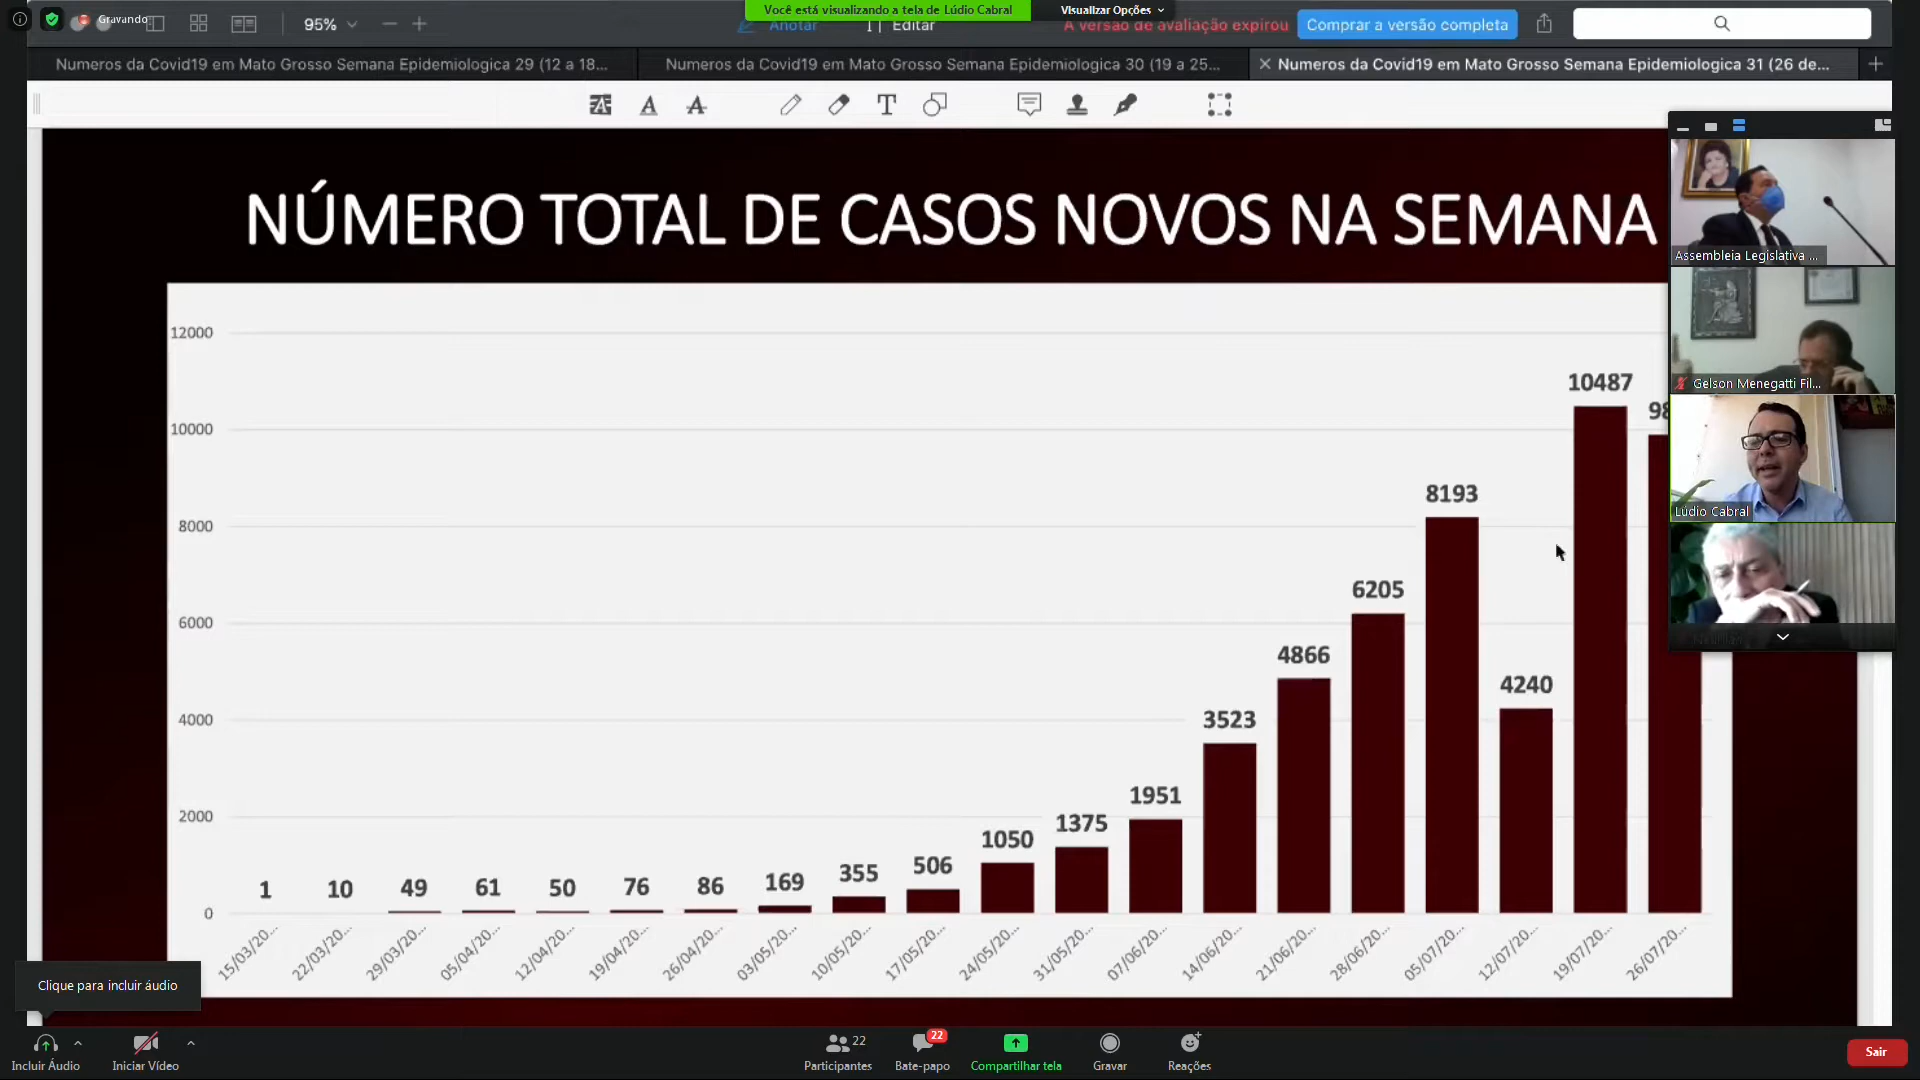 Gravando
95%
Você está visualizando a tela de Lúdio Cabral
Visualizar Opções
Anotar
Editar
A versão de avaliação expirou
Comprar a versão completa
Numeros da Covid19 em Mato Grosso Semana Epidemiologica 29 (12 a 18...
Numeros da Covid19 em Mato Grosso Semana Epidemiologica 30 (19 a 25...
Numeros da Covid19 em Mato Grosso Semana Epidemiologica 31 (26 de...
NÚMERO TOTAL DE CASOS NOVOS NA SEMANA
12000
10000
8000
6000
4000
2000
0
1
10
49
61
50
76
86
169
355
506
1050
1375
1951
3523
4866
6205
8193
4240
10487
15/03/20...
22/03/20...
29/03/20...
05/04/20...
12/04/20...
19/04/20...
26/04/20...
03/05/20...
10/05/20...
17/05/20...
24/05/20...
31/05/20...
07/06/20...
14/06/20...
21/06/20...
28/06/20...
05/07/20...
12/07/20...
19/07/20...
26/07/20...
Assembleia Legislativa ...
Gelson Menegatti Fil...
Lúdio Cabral
Clique para incluir áudio
Incluir Áudio
Iniciar Vídeo
22
Participantes
22
Bate-papo
Compartilhar tela
Gravar
Reações
Sair